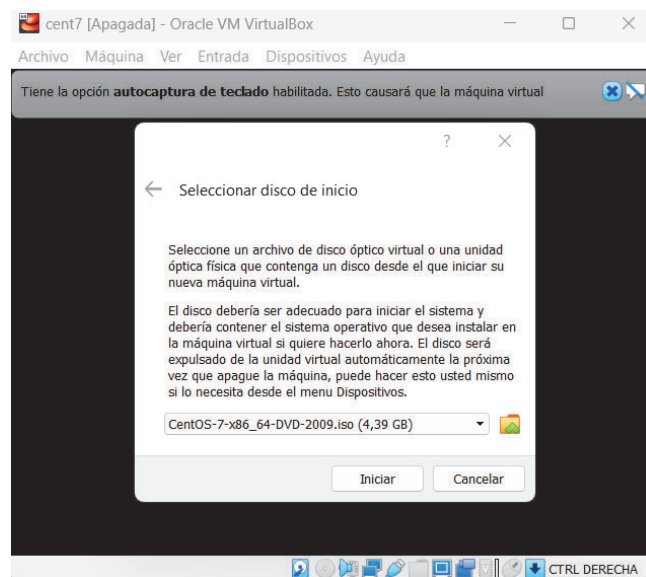 cent7 [Apagada] - Oracle VM VirtualBox
Archivo Máquina Ver Entrada Dispositivos Ayuda
Tiene la opción autocaptura de teclado habilitada. Esto causará que la máquina virtual
?
Seleccionar disco de inicio
Seleccione un archivo de disco óptico virtual o una unidad
óptica física que contenga un disco desde el que iniciar su
nueva máquina virtual.
El disco debería ser adecuado para iniciar el sistema y
debería contener el sistema operativo que desea instalar en
la máquina virtual si quiere hacerlo ahora. El disco será
expulsado de la unidad virtual automáticamente la próxima
vez que apague la máquina, puede hacer esto usted mismo
si lo necesita desde el menu Dispositivos.
CentOS-7-x86_64-DVD-2009.iso (4,39 GB)
Iniciar Cancelar
CTRL DERECHA